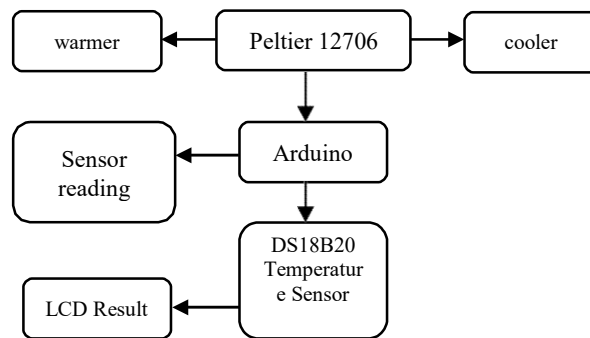 warmer
Peltier 12706
cooler
Arduino
Sensor
reading
DS18B20
Temperatur
e Sensor
LCD Result